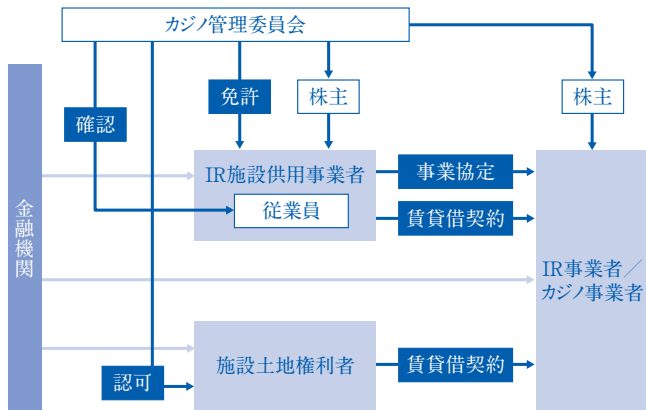 カジノ管理委員会
免許
株主
株主
確認
IR施設供用事業者
事業協定
従業員
賃貸借契約
金融機関
IR事業者／
カジノ事業者
施設土地権利者
賃貸借契約
認可